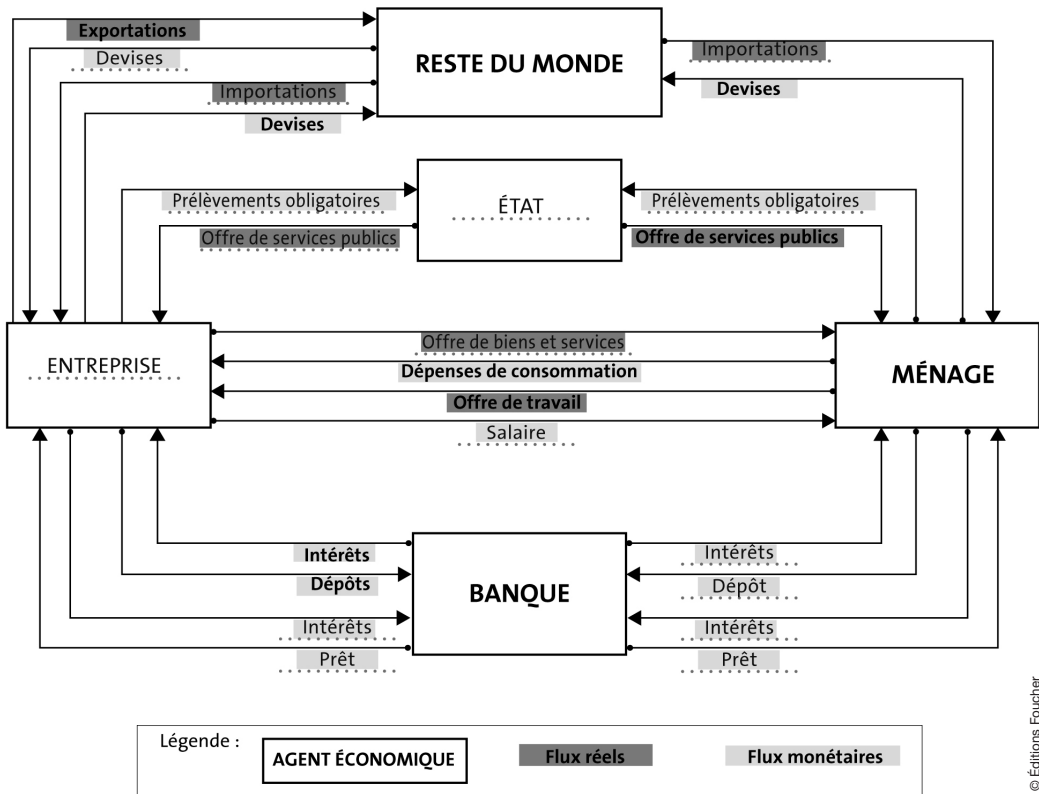 Exportations
Devises
Importations
Devises
RESTE DU MONDE
Importations
Devises
Prélèvements obligatoires
Offre de services publics
ÉTAT
Prélèvements obligatoires
Offre de services publics
ENTREPRISE
Offre de biens et services
Dépenses de consommation
Offre de travail
Salaire
MÉNAGE
Intérêts
Dépôts
Intérêts
Prêt
BANQUE
Intérêts
Dépôt
Intérêts
Prêt
Légende :
AGENT ÉCONOMIQUE
Flux réels
Flux monétaires
© Éditions Foucher